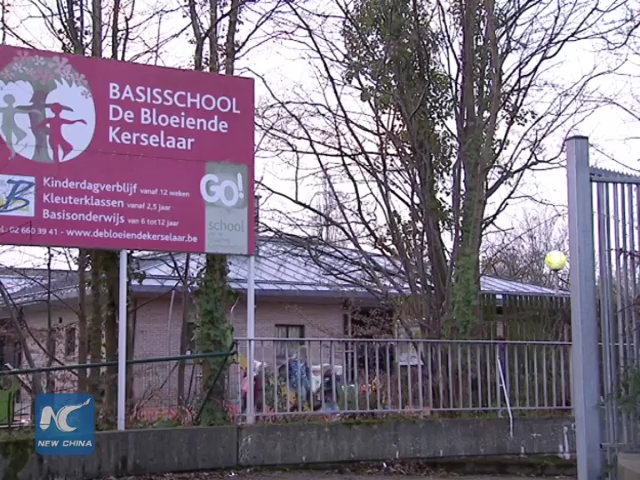 BASISSCHOOL
De Bloeiende
Kerselaar
Kinderdagverblijf vanaf 12 weken
Kleuterklassen vanaf 2,5 jaar
Basisonderwijs van 6 tot 12 jaar
02 660 39 41 - www.debloeiendekerselaar.be
GO!
school
B
NC
NEW CHINA